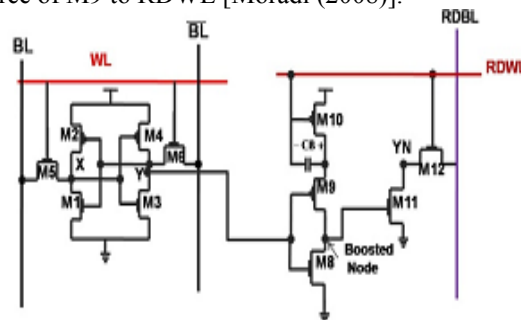 ree of M9 to RDWL [Moradi (2008)].
RDBL
BL
BL
WL
RDWL
M2
M4
M10
M6
- CB +
YN
X
M5
Y
M12
M9
M1
M3
M11
M8
Boosted
Node